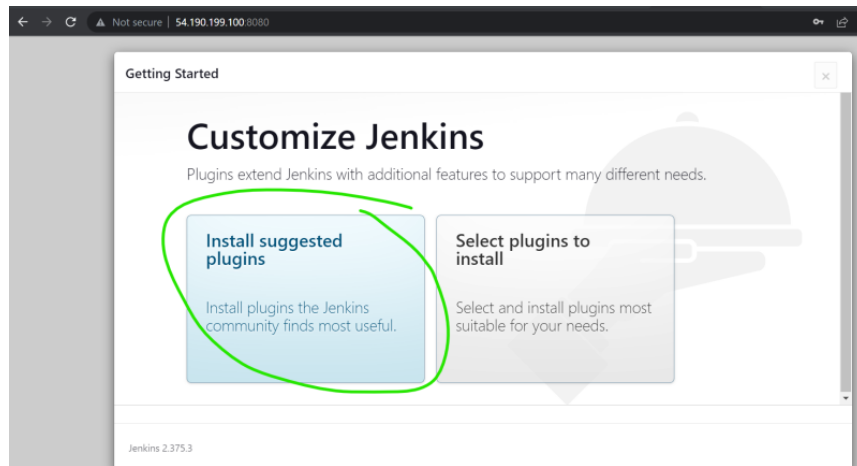 Not secure | 54.190.199.100:8080
Getting Started
Customize Jenkins
Plugins extend Jenkins with additional features to support many different needs.
Install suggested
plugins
Install plugins the Jenkins
community finds most useful.
Select plugins to
install
Select and install plugins most
suitable for your needs.
Jenkins 2.375.3